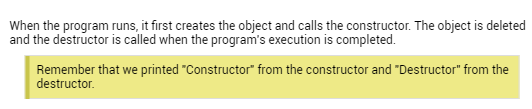 When the program runs, it first creates the object and calls the constructor. The object is deleted
and the destructor is called when the program's execution is completed.
Remember that we printed "Constructor" from the constructor and "Destructor" from the
destructor.